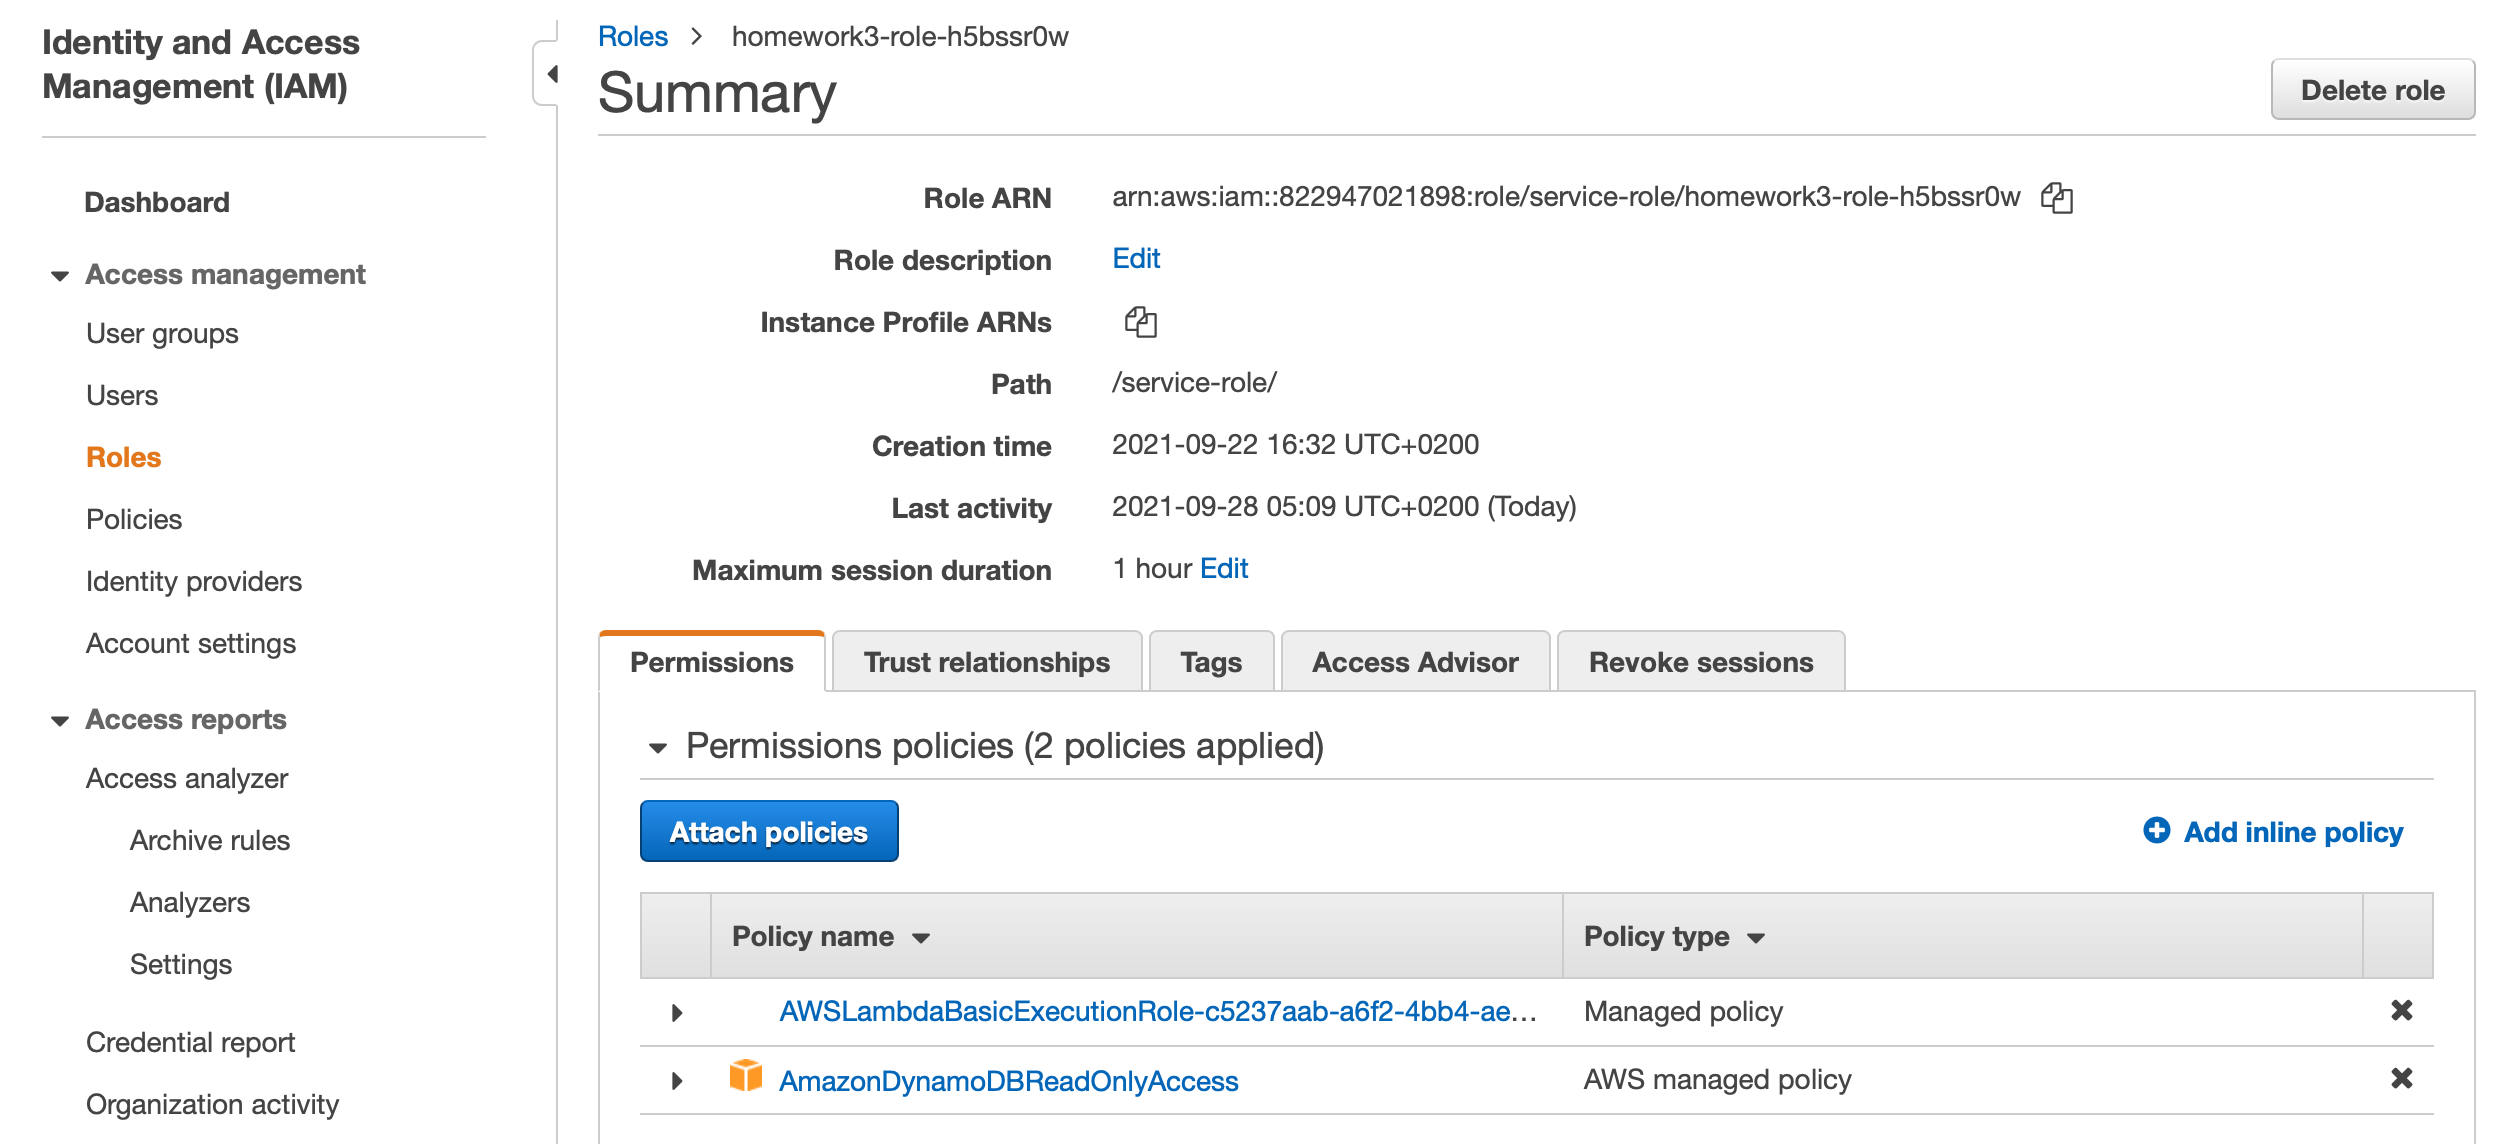 Identity and Access
Management (IAM)
Dashboard
Access management
User groups
Users
Roles
Policies
Identity providers
Account settings
Access reports
Access analyzer
Archive rules
Analyzers
Settings
Credential report
Organization activity
Roles > homework3-role-h5bssr0w
Summary
Delete role
Role ARN arn:aws:iam::822947021898:role/service-role/homework3-role-h5bssr0w
Role description Edit
Instance Profile ARNs
Path /service-role/
Creation time 2021-09-22 16:32 UTC+0200
Last activity 2021-09-28 05:09 UTC+0200 (Today)
Maximum session duration 1 hour Edit
Permissions Trust relationships Tags Access Advisor Revoke sessions
Permissions policies (2 policies applied)
Attach policies Add inline policy
Policy name Policy type
AWSLambdaBasicExecutionRole-c5237aab-a6f2-4bb4-ae... Managed policy
AmazonDynamoDBReadOnlyAccess AWS managed policy